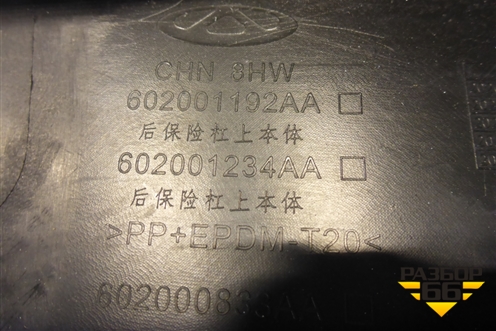 CHN 8HW
602001192AA
后保险杠上本体
602001234AA
后保险杠上本体
>PP+EPDM-T20<
РАЗБОР
66